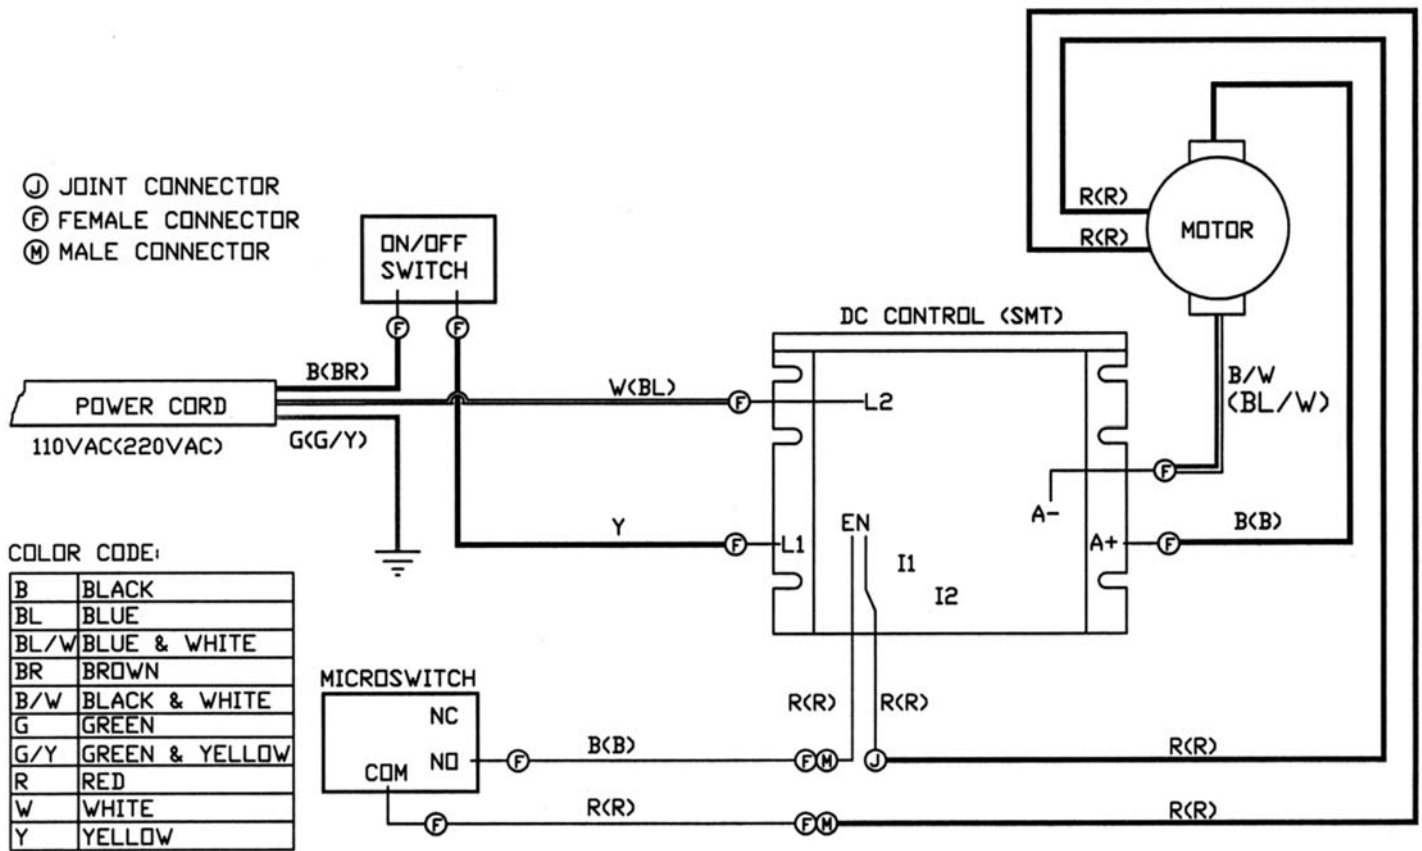 Ⓙ JOINT CONNECTOR
Ⓕ FEMALE CONNECTOR
Ⓜ MALE CONNECTOR
ON/OFF
SWITCH
F
F
B(BR)
POWER CORD
110VAC(220VAC)
G(G/Y)
W(BL)
F
Y
F
DC CONTROL (SMT)
L2
L1
EN
I1
I2
A-
A+
F
F
R(R)
R(R)
MOTOR
B/W
(BL/W)
B(B)
COLOR CODE:
B BLACK
BL BLUE
BL/W BLUE & WHITE
BR BROWN
B/W BLACK & WHITE
G GREEN
G/Y GREEN & YELLOW
R RED
W WHITE
Y YELLOW
MICROSWITCH
NC
NO
COM
F
B(B)
F M
R(R)
R(R)
J
R(R)
F
R(R)
F M
R(R)